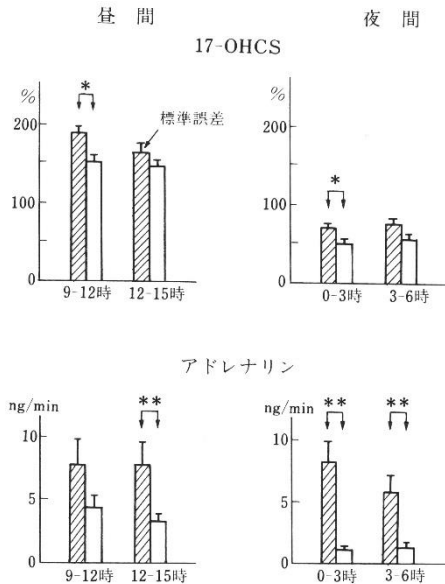 昼間
夜間
17-OHCS
%
200
100
0
*
標準誤差
9-12時
12-15時
%
200
100
0
*
0-3時
3-6時
アドレナリン
ng/min
10
5
0
**
9-12時
12-15時
ng/min
10
5
0
**
**
0-3時
3-6時